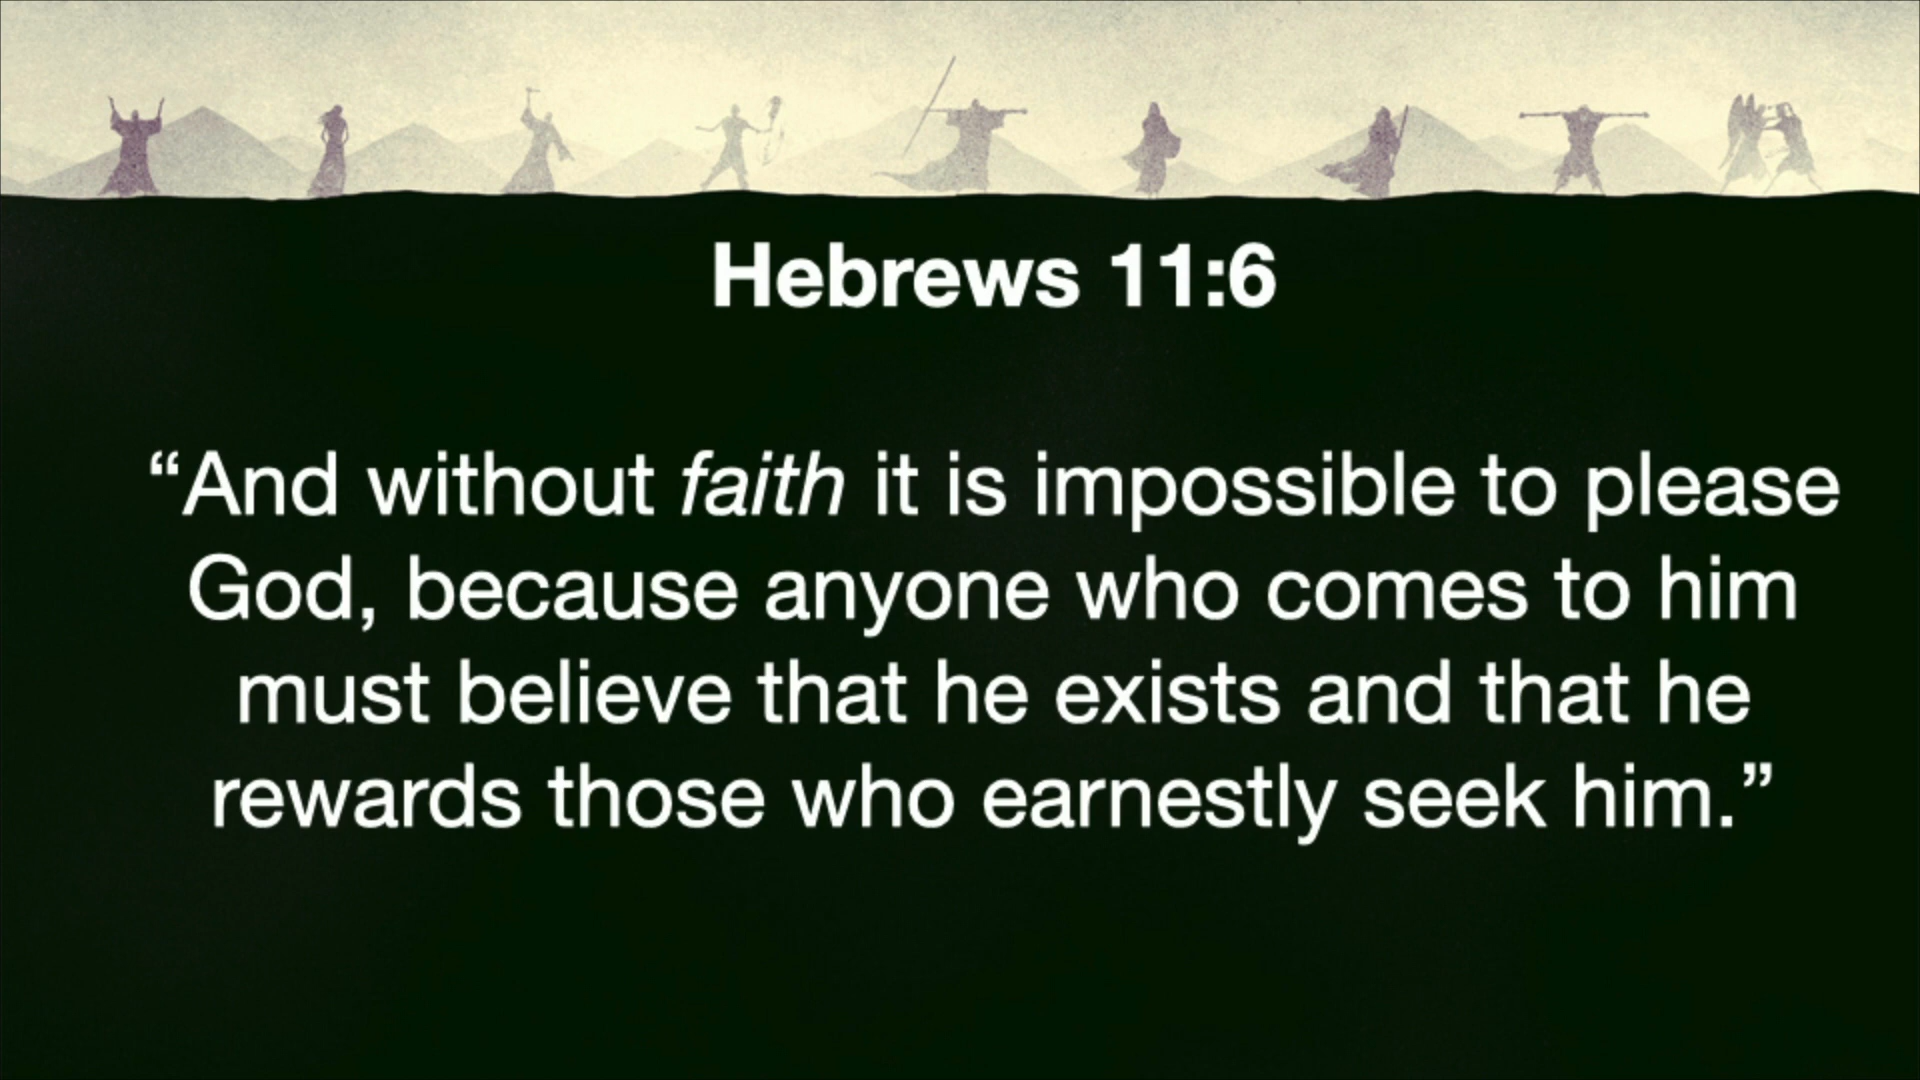 Hebrews 11:6
“And without faith it is impossible to please
God, because anyone who comes to him
must believe that he exists and that he
rewards those who earnestly seek him.”